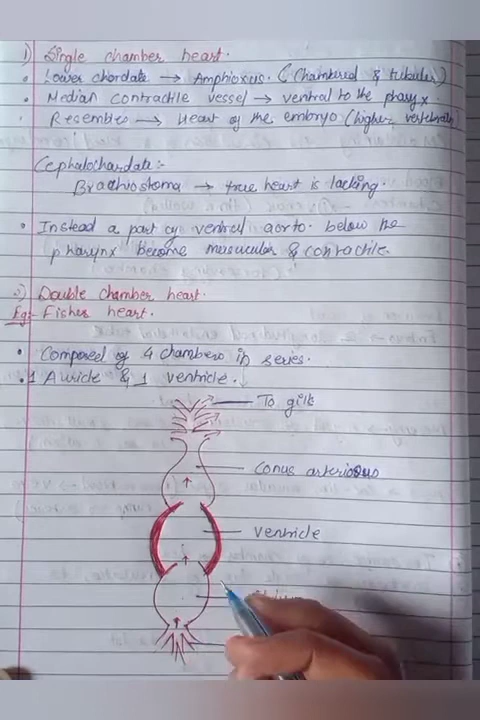 1) Single chamber heart.
• Lower chordate → Amphioxus. (Chambered & tubular)
• Median contractile vessel → ventral to the pharyx.
• Resembles → Heart of the embryo (higher vertebrate)
Cephalochordate:-
Brachiostoma → true heart is lacking.
• Instead a part of ventral aorta. below the
pharynx become muscular & contractile.
2) Double chamber heart.
Eg:- Fishes heart.
• Composed of 4 chambers in series.
• 1 Auricle & 1 ventricle.
To gills
Conus arteriosus
Ventricle